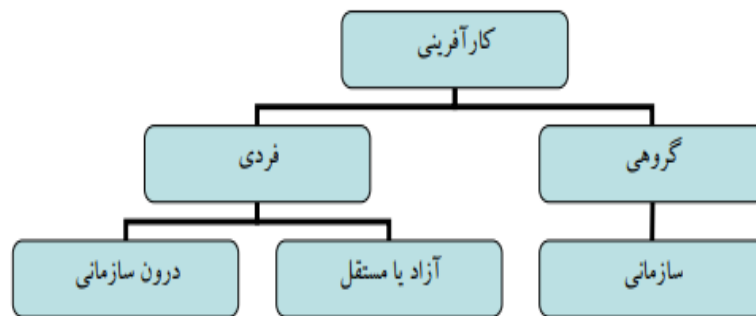 کارآفرینی
گروهی
فردی
سازمانی
آزاد یا مستقل
درون سازمانی